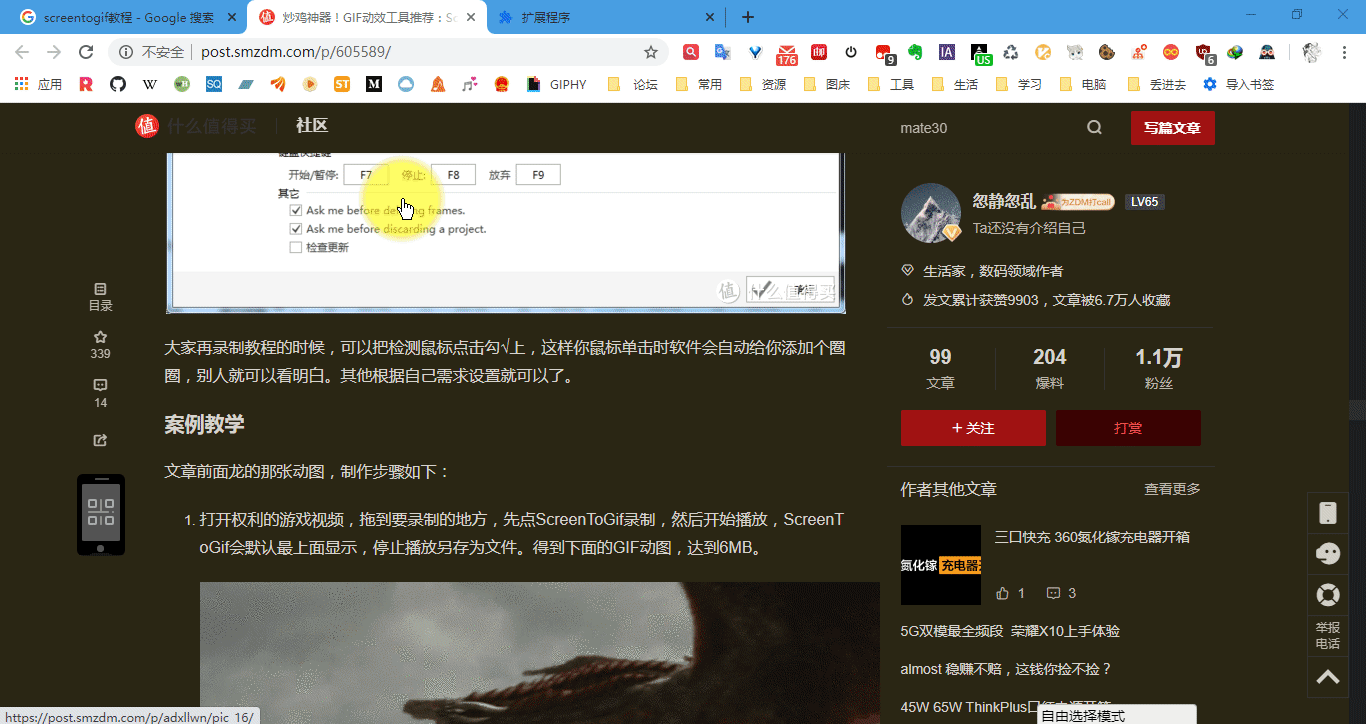 screentogif教程 - Google 搜索
炒鸡神器！GIF动效工具推荐：Sc
扩展程序
不安全
post.smzdm.com/p/605589/
176
9
IA
US
6
应用
SQ
ST
M
GIPHY
论坛
常用
资源
图床
工具
生活
学习
电脑
丢进去
导入书签
值 什么值得买
社区
mate30
写篇文章
开始/暂停: F7
停止: F8
放弃 F9
其它
Ask me before deleting frames.
Ask me before discarding a project.
检查更新
值 什么值得买
目录
339
14
大家再录制教程的时候，可以把检测鼠标点击勾√上，这样你鼠标单击时软件会自动给你添加个圈
圈，别人就可以看明白。其他根据自己需求设置就可以了。
案例教学
文章前面龙的那张动图，制作步骤如下：
1. 打开权利的游戏视频，拖到要录制的地方，先点ScreenToGif录制，然后开始播放，ScreenT
oGif会默认最上面显示，停止播放另存为文件。得到下面的GIF动图，达到6MB。
忽静忽乱
为ZDM打call
LV65
Ta还没有介绍自己
生活家，数码领域作者
发文累计获赞9903，文章被6.7万人收藏
99
文章
204
爆料
1.1万
粉丝
+ 关注
打赏
作者其他文章
查看更多
氮化镓 充电器
三口快充 360氮化镓充电器开箱
1
3
5G双模最全频段 荣耀X10上手体验
almost 稳赚不赔，这钱你捡不捡？
45W 65W ThinkPlus
举报
电话
https://post.smzdm.com/p/adxllwn/pic_16/
自由选择模式